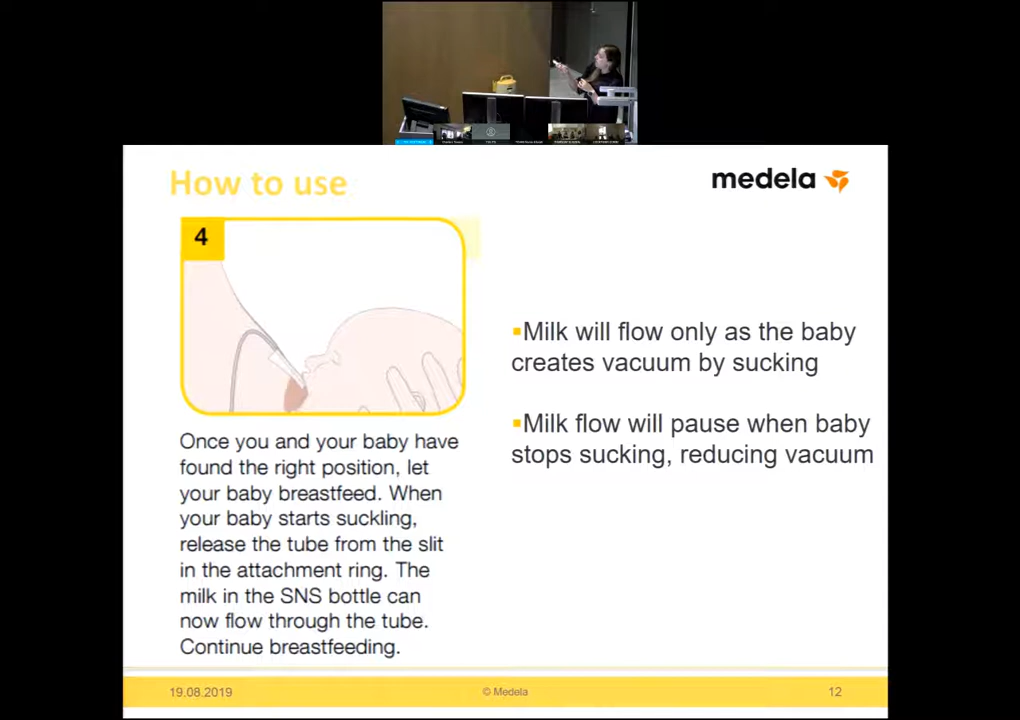 How to use
medela
4
Milk will flow only as the baby
creates vacuum by sucking
Milk flow will pause when baby
stops sucking, reducing vacuum
Once you and your baby have
found the right position, let
your baby breastfeed. When
your baby starts suckling,
release the tube from the slit
in the attachment ring. The
milk in the SNS bottle can
now flow through the tube.
Continue breastfeeding.
19.08.2019
© Medela
12